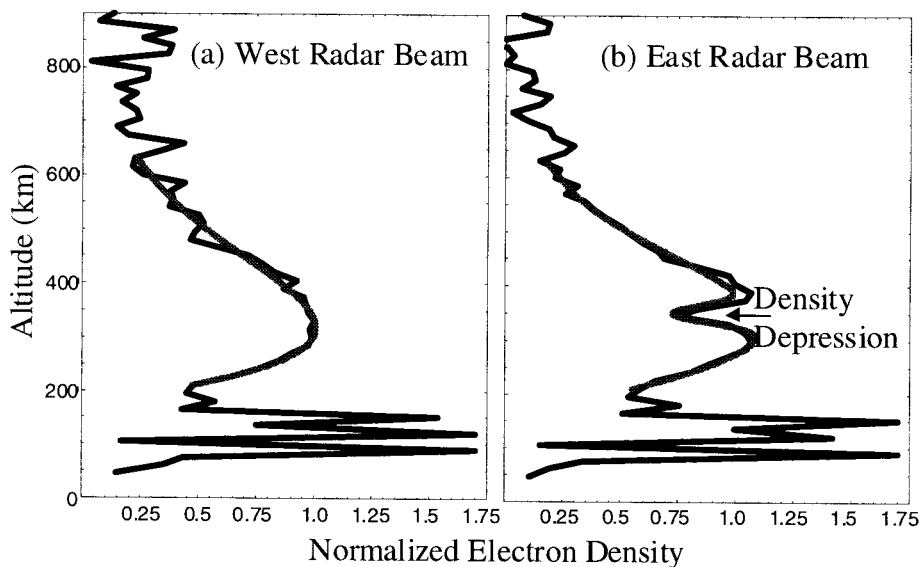 (a) West Radar Beam
(b) East Radar Beam
800
600
400
200
0
Altitude (km)
Density
Depression
0.25 0.5 0.75 1.0 1.25 1.5 1.75
0.25 0.5 0.75 1.0 1.25 1.5 1.75
Normalized Electron Density